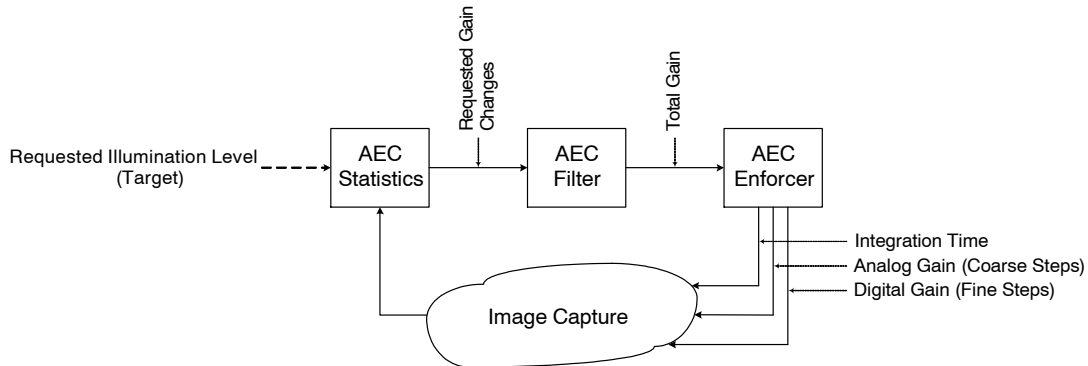 Requested Gain
Changes
Total Gain
Requested Illumination Level
(Target)
AEC
Statistics
AEC
Filter
AEC
Enforcer
Integration Time
Analog Gain (Coarse Steps)
Digital Gain (Fine Steps)
Image Capture